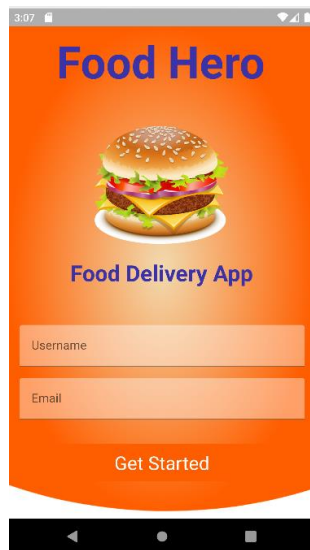 3:07
Food Hero
Food Delivery App
Username
Email
Get Started